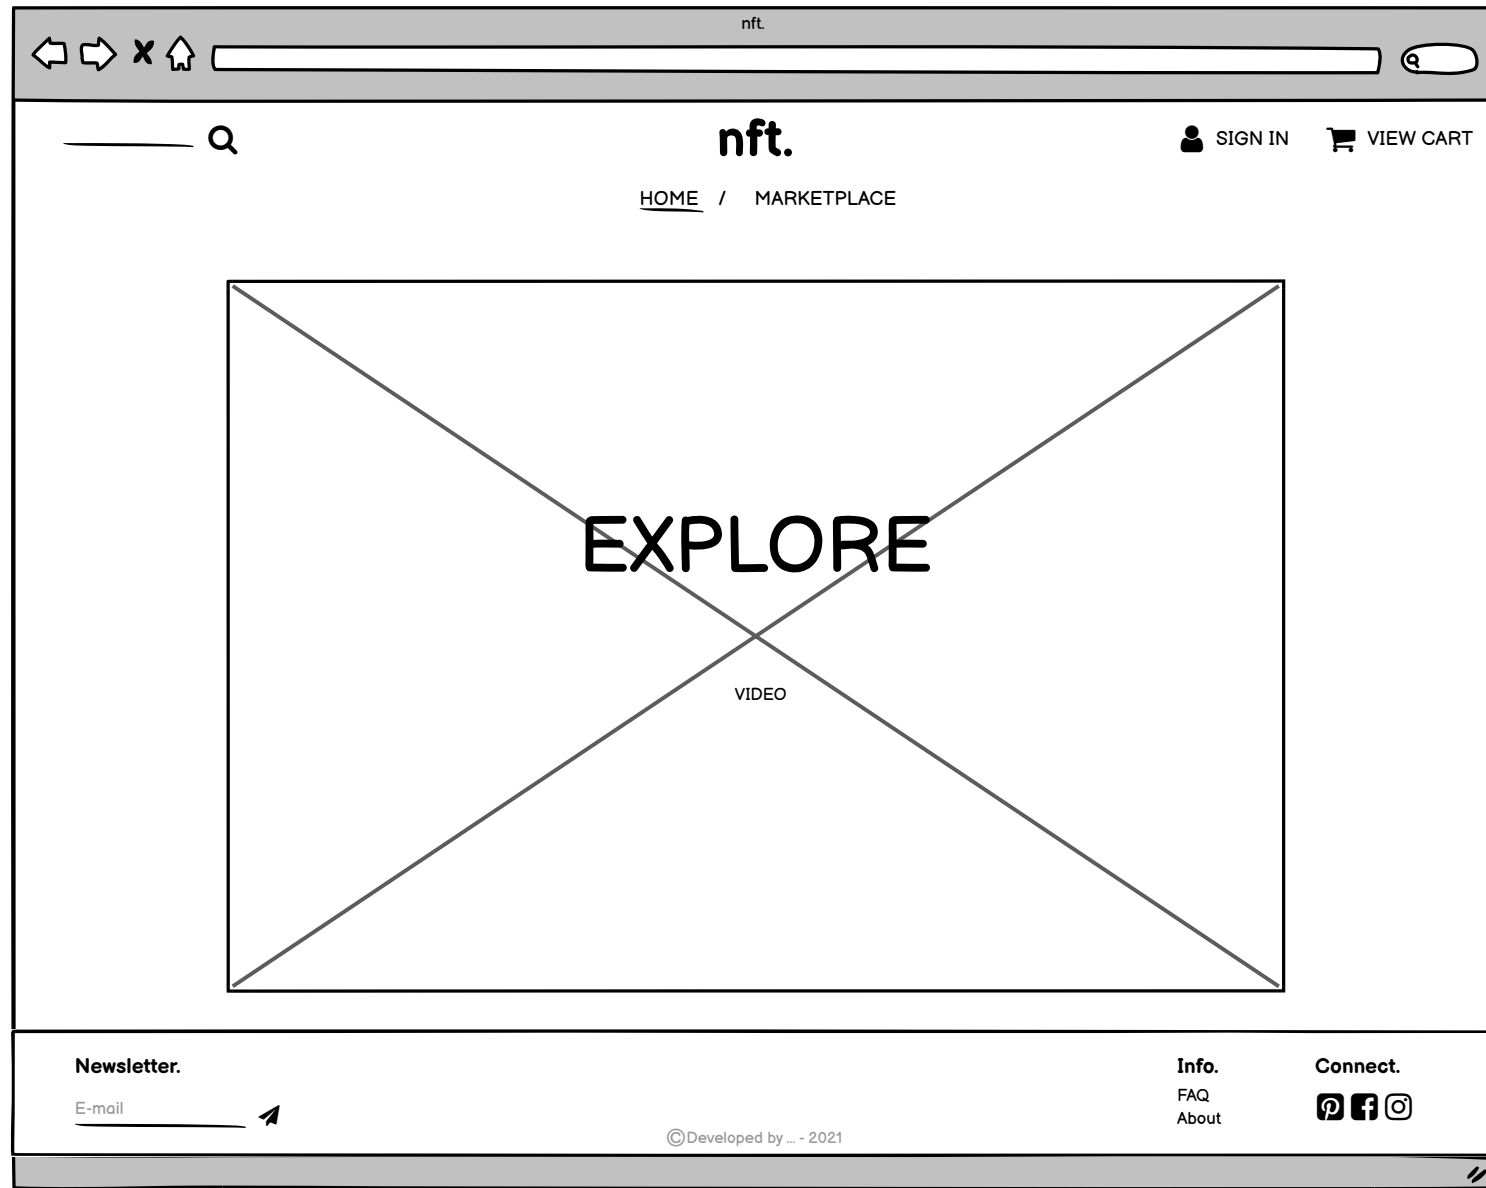 nft.
nft.
SIGN IN
VIEW CART
HOME / MARKETPLACE
EXPLORE
VIDEO
Newsletter.
E-mail
Info.
FAQ
About
Connect.
©Developed by ... - 2021